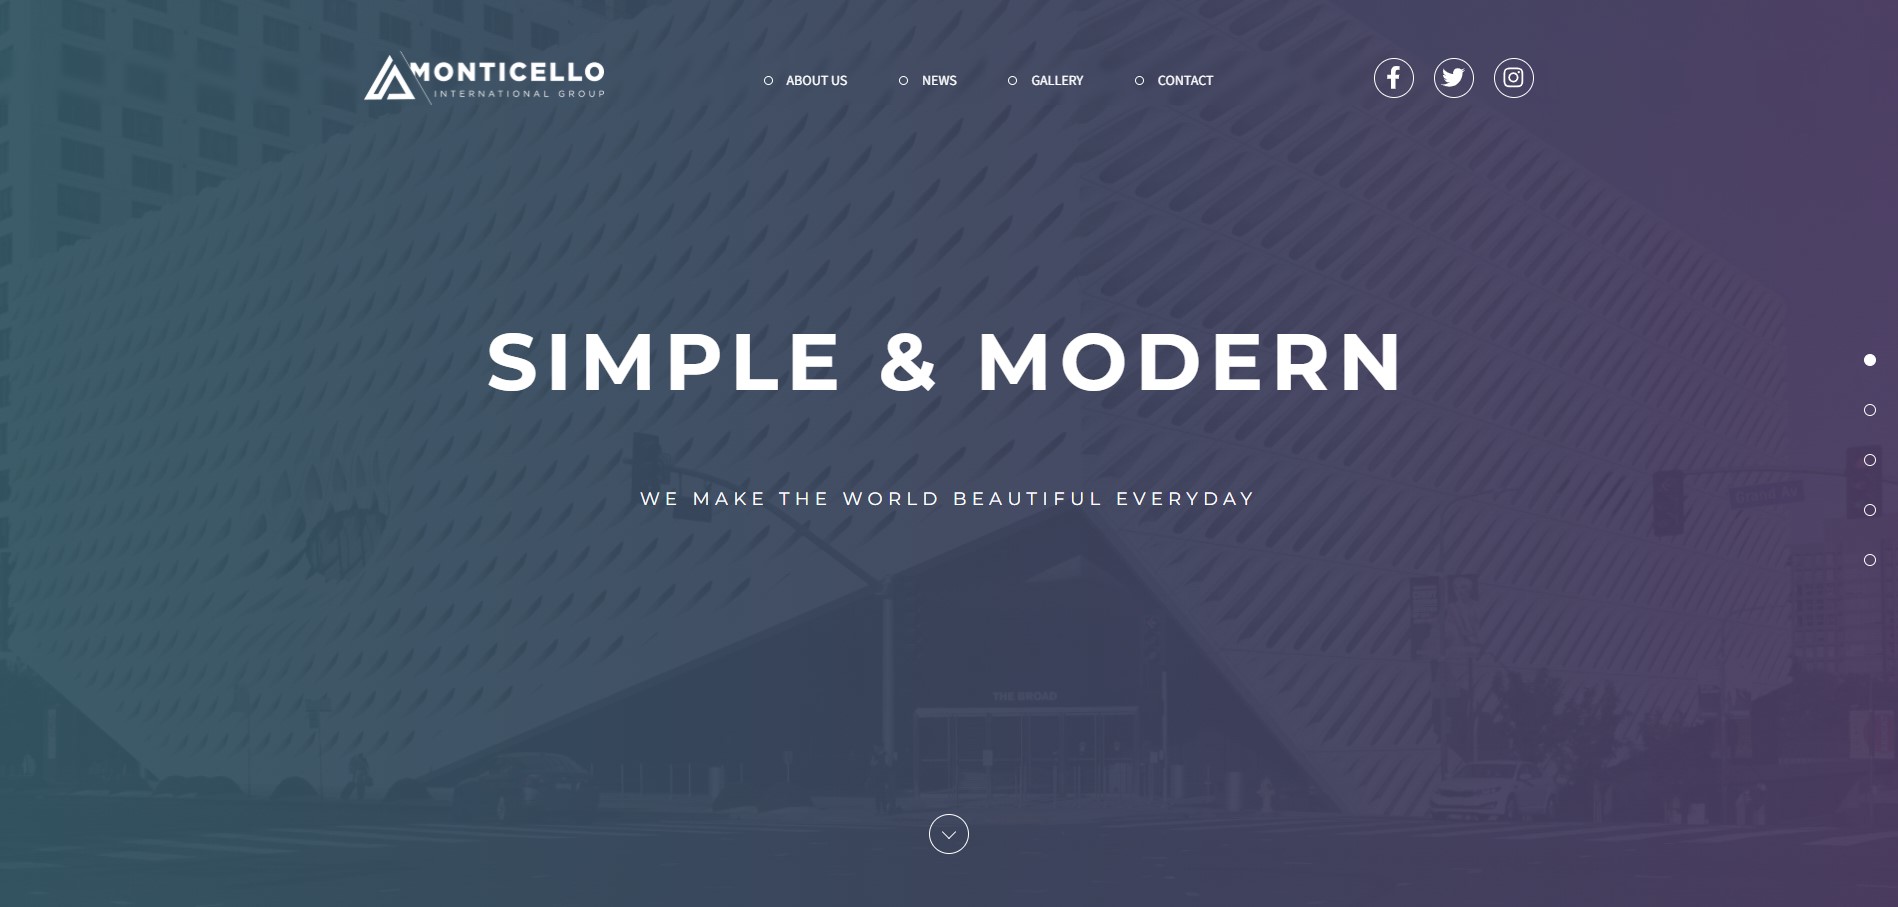 MONTICELLO
INTERNATIONAL GROUP
ABOUT US
NEWS
GALLERY
CONTACT
SIMPLE & MODERN
WE MAKE THE WORLD BEAUTIFUL EVERYDAY
THE BROAD